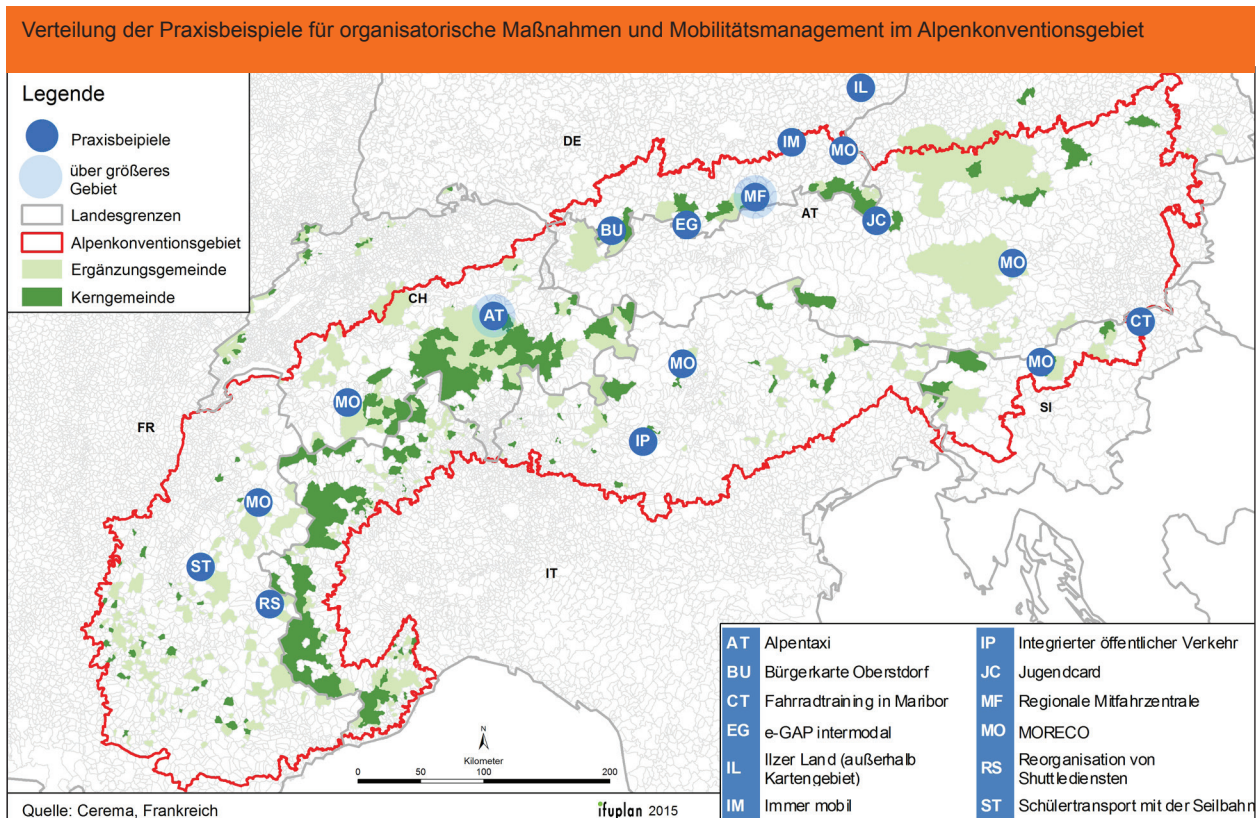 Verteilung der Praxisbeispiele für organisatorische Maßnahmen und Mobilitätsmanagement im Alpenkonventionsgebiet
Legende
Praxisbeipiele
über größeres
Gebiet
Landesgrenzen
Alpenkonventionsgebiet
Ergänzungsgemeinde
Kerngemeinde
IL
DE
IM
MO
MF
AT
BU
EG
JC
MO
CH
AT
CT
MO
MO
MO
SI
FR
IP
MO
ST
IT
RS
N
Kilometer
0 50 100 200
AT Alpentaxi
BU Bürgerkarte Oberstdorf
CT Fahrradtraining in Maribor
EG e-GAP intermodal
IL Ilzer Land (außerhalb
Kartengebiet)
IM Immer mobil
IP Integrierter öffentlicher Verkehr
JC Jugendcard
MF Regionale Mitfahrzentrale
MO MORECO
RS Reorganisation von
Shuttlediensten
ST Schülertransport mit der Seilbahn
Quelle: Cerema, Frankreich
ifuplan 2015